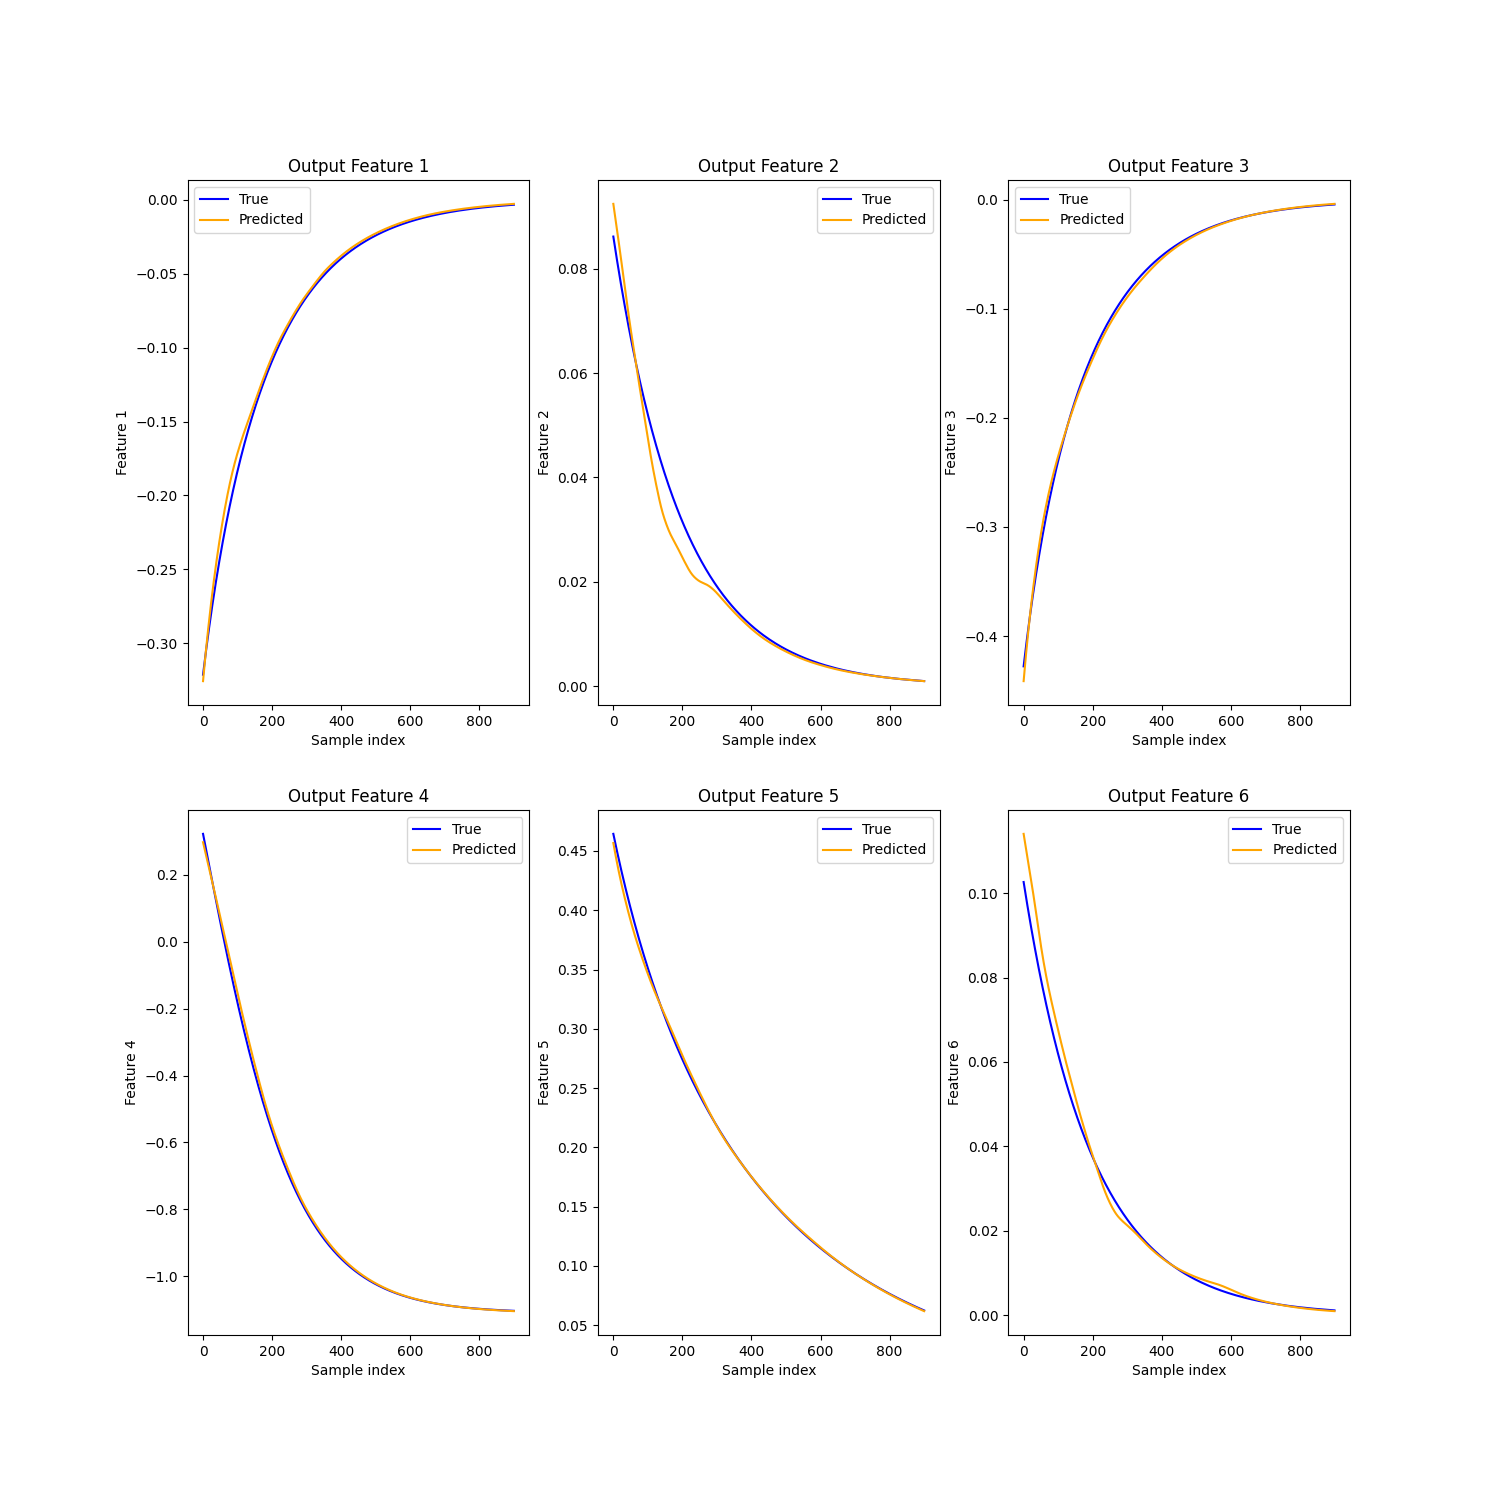 Output Feature 1
True
Predicted
0.00
−0.05
−0.10
−0.15
−0.20
−0.25
−0.30
Feature 1
0 200 400 600 800
Sample index
Output Feature 2
True
Predicted
0.08
0.06
0.04
0.02
0.00
Feature 2
0 200 400 600 800
Sample index
Output Feature 3
True
Predicted
0.0
−0.1
−0.2
−0.3
−0.4
Feature 3
0 200 400 600 800
Sample index
Output Feature 4
True
Predicted
0.2
0.0
−0.2
−0.4
−0.6
−0.8
−1.0
Feature 4
0 200 400 600 800
Sample index
Output Feature 5
True
Predicted
0.45
0.40
0.35
0.30
0.25
0.20
0.15
0.10
0.05
Feature 5
0 200 400 600 800
Sample index
Output Feature 6
True
Predicted
0.10
0.08
0.06
0.04
0.02
0.00
Feature 6
0 200 400 600 800
Sample index